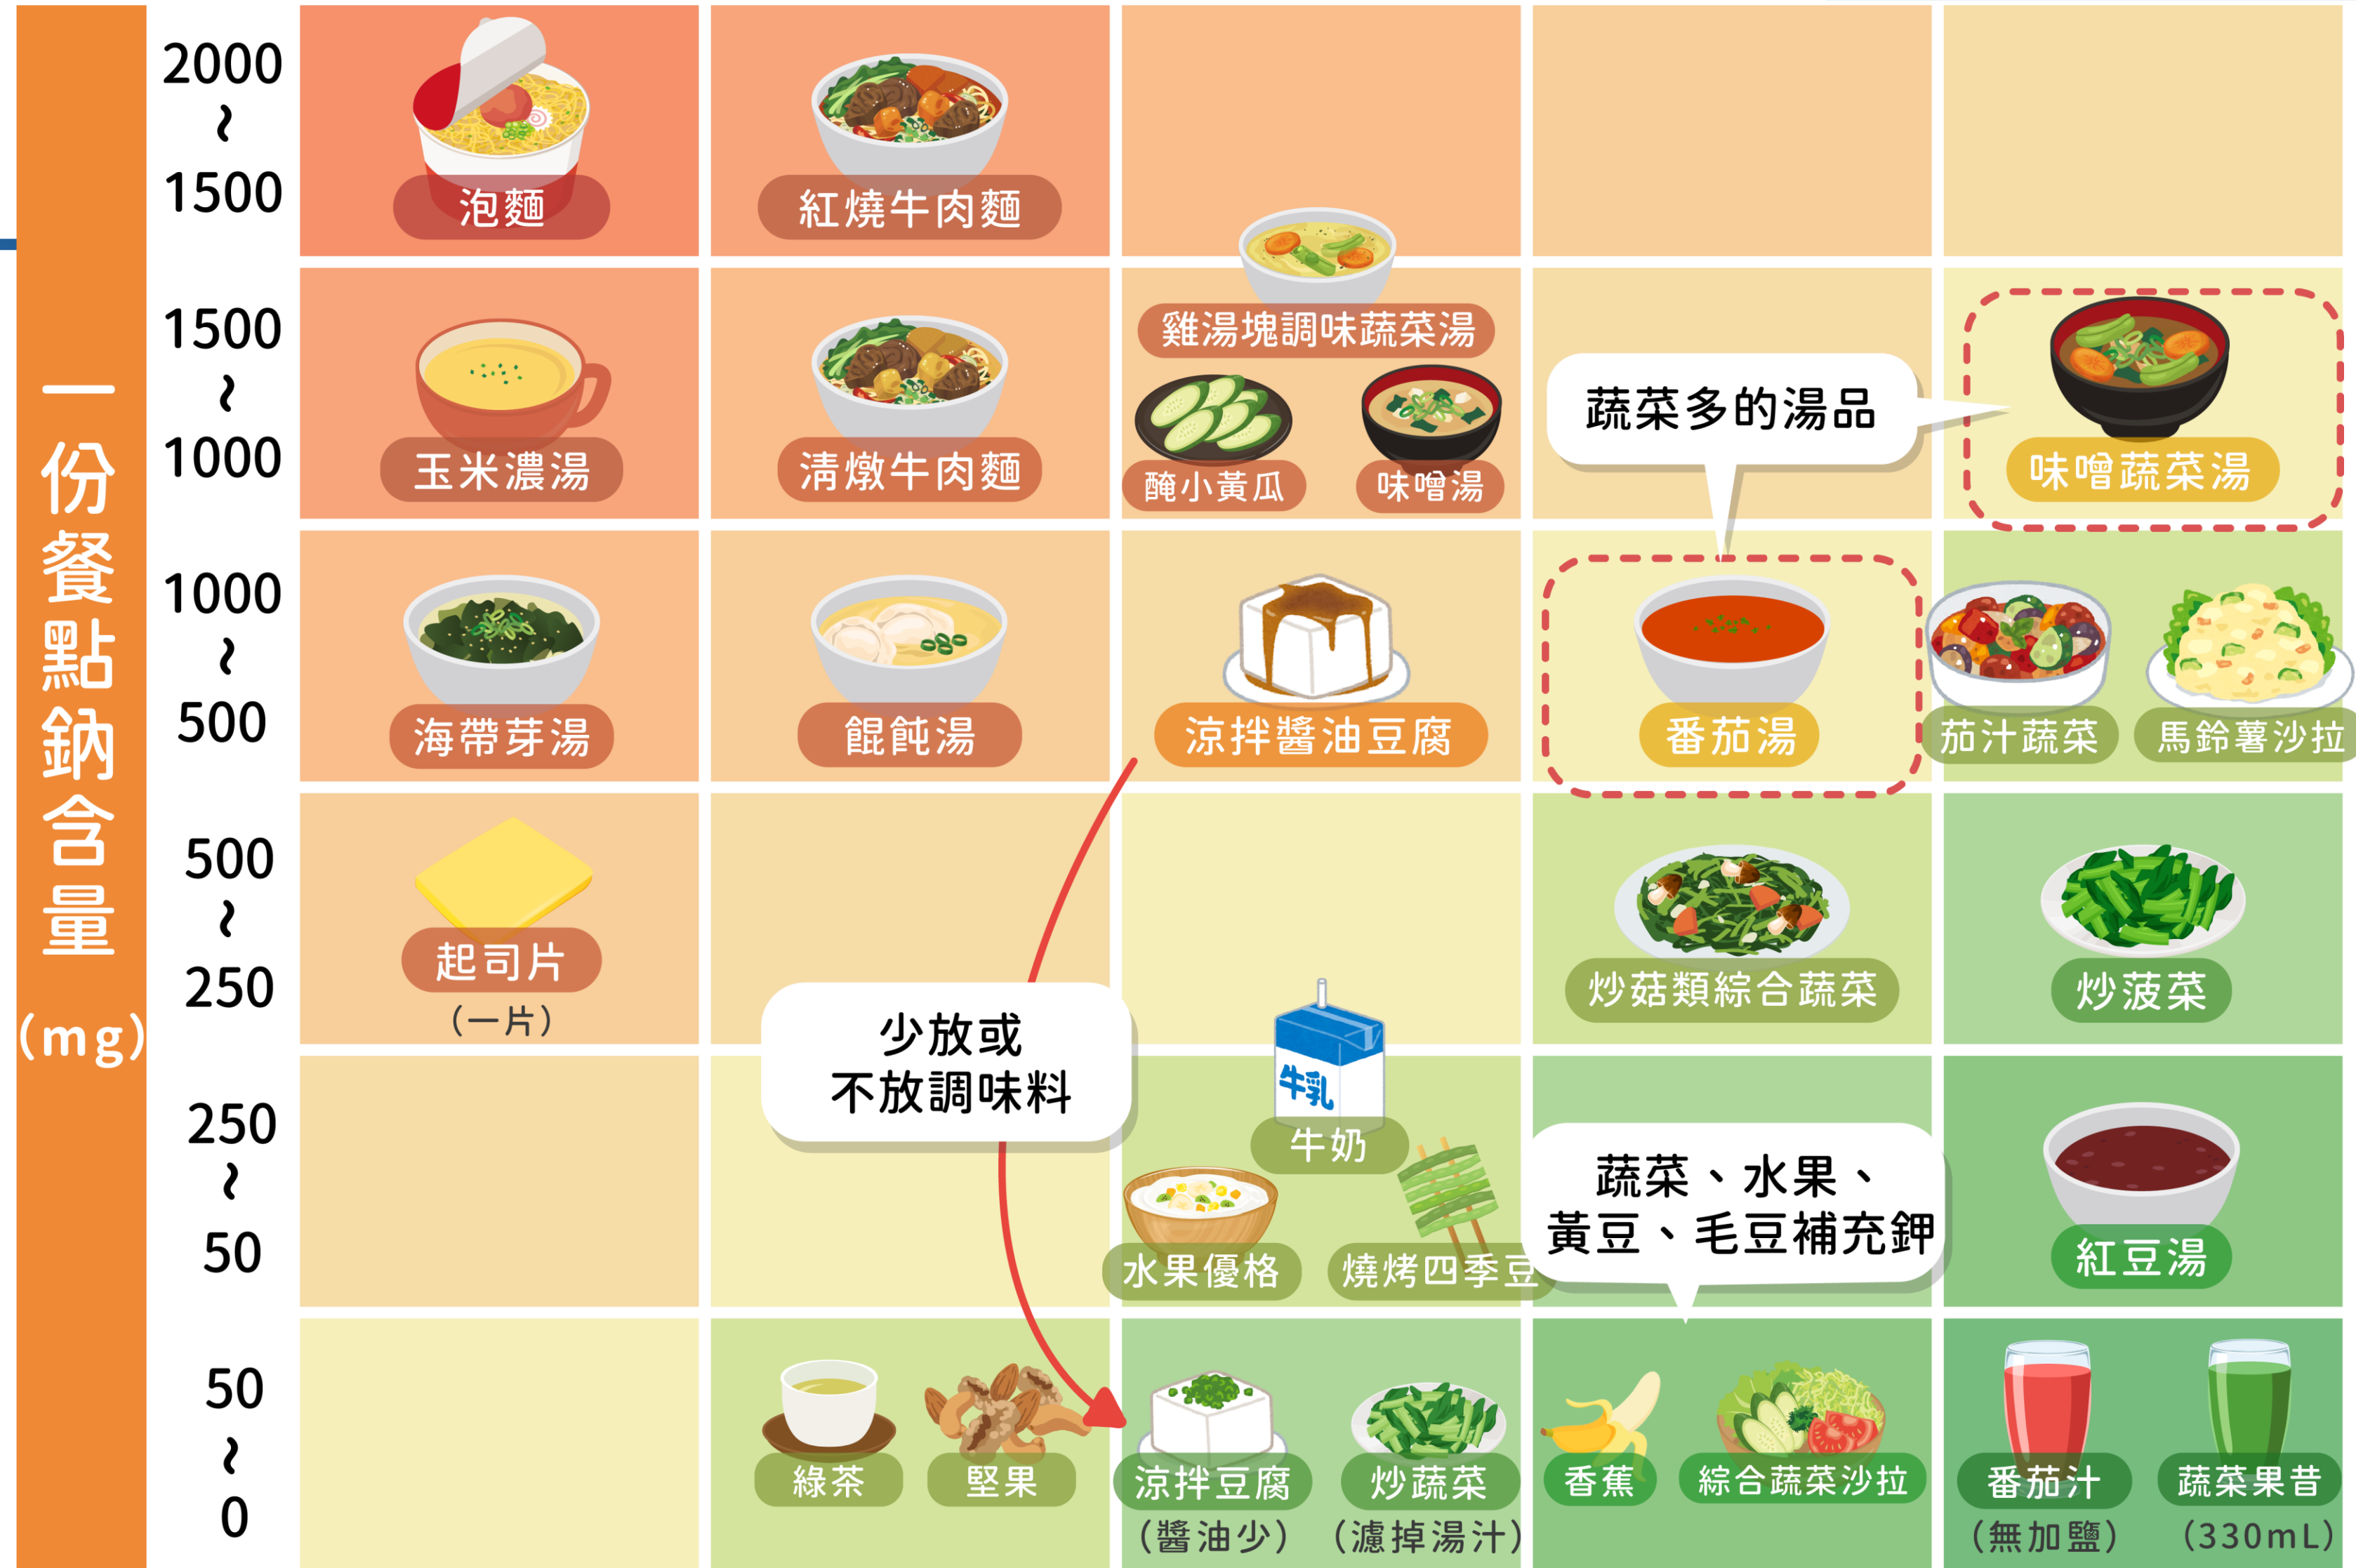 一份餐點鈉含量
(mg)
2000
~
1500
泡麵
紅燒牛肉麵
1500
~
1000
玉米濃湯
清燉牛肉麵
雞湯塊調味蔬菜湯
醃小黃瓜
味噌湯
蔬菜多的湯品
味噌蔬菜湯
1000
~
500
海帶芽湯
餛飩湯
涼拌醬油豆腐
番茄湯
茄汁蔬菜
馬鈴薯沙拉
500
~
250
起司片
(一片)
炒菇類綜合蔬菜
炒菠菜
少放或
不放調味料
250
~
50
牛乳
牛奶
水果優格
燒烤四季豆
蔬菜、水果、
黃豆、毛豆補充鉀
紅豆湯
50
~
0
綠茶
堅果
涼拌豆腐
(醬油少)
炒蔬菜
(濾掉湯汁)
香蕉
綜合蔬菜沙拉
番茄汁
(無加鹽)
蔬菜果昔
(330mL)